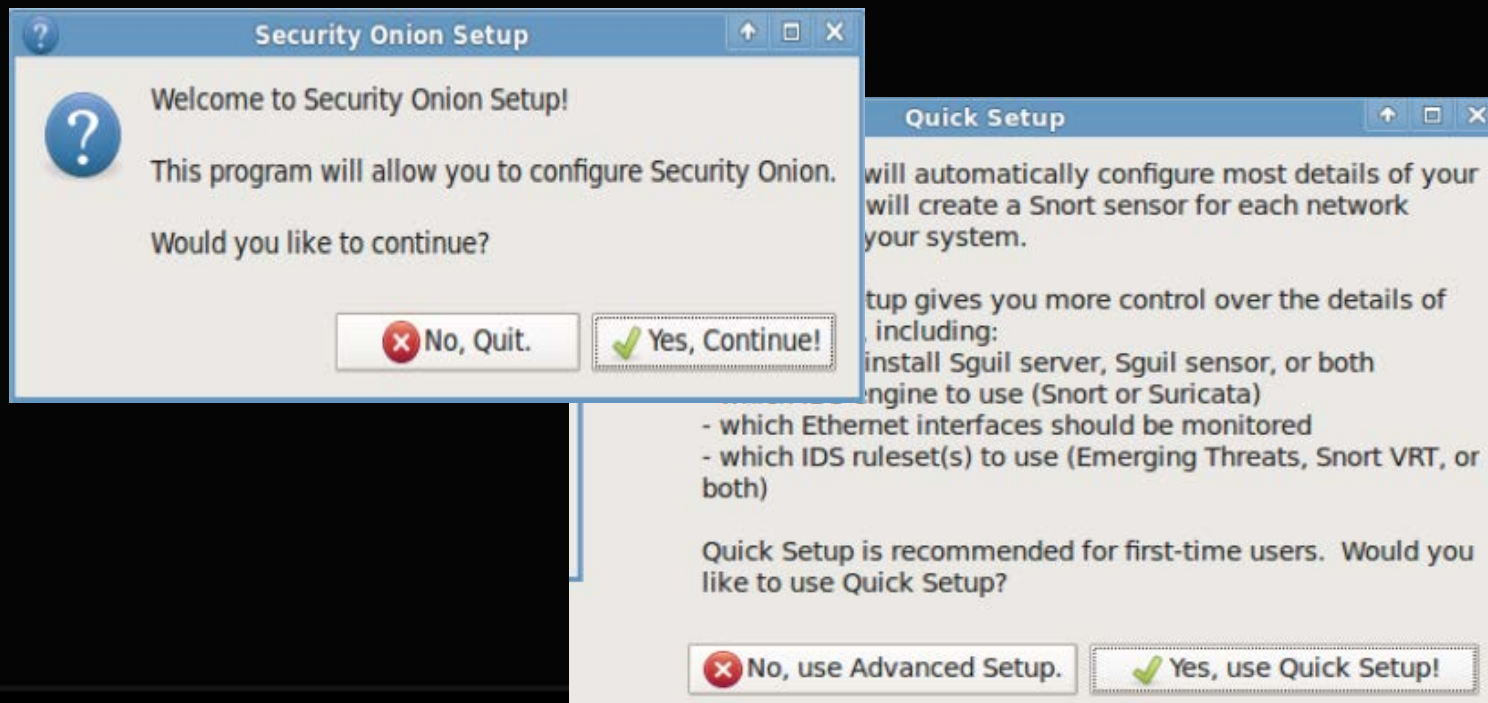 Security Onion Setup
Welcome to Security Onion Setup!
This program will allow you to configure Security Onion.
Would you like to continue?
No, Quit.
Yes, Continue!
Quick Setup
will automatically configure most details of your
will create a Snort sensor for each network
your system.
tup gives you more control over the details of
including:
install Sguil server, Sguil sensor, or both
engine to use (Snort or Suricata)
- which Ethernet interfaces should be monitored
- which IDS ruleset(s) to use (Emerging Threats, Snort VRT, or
both)
Quick Setup is recommended for first-time users. Would you
like to use Quick Setup?
No, use Advanced Setup.
Yes, use Quick Setup!